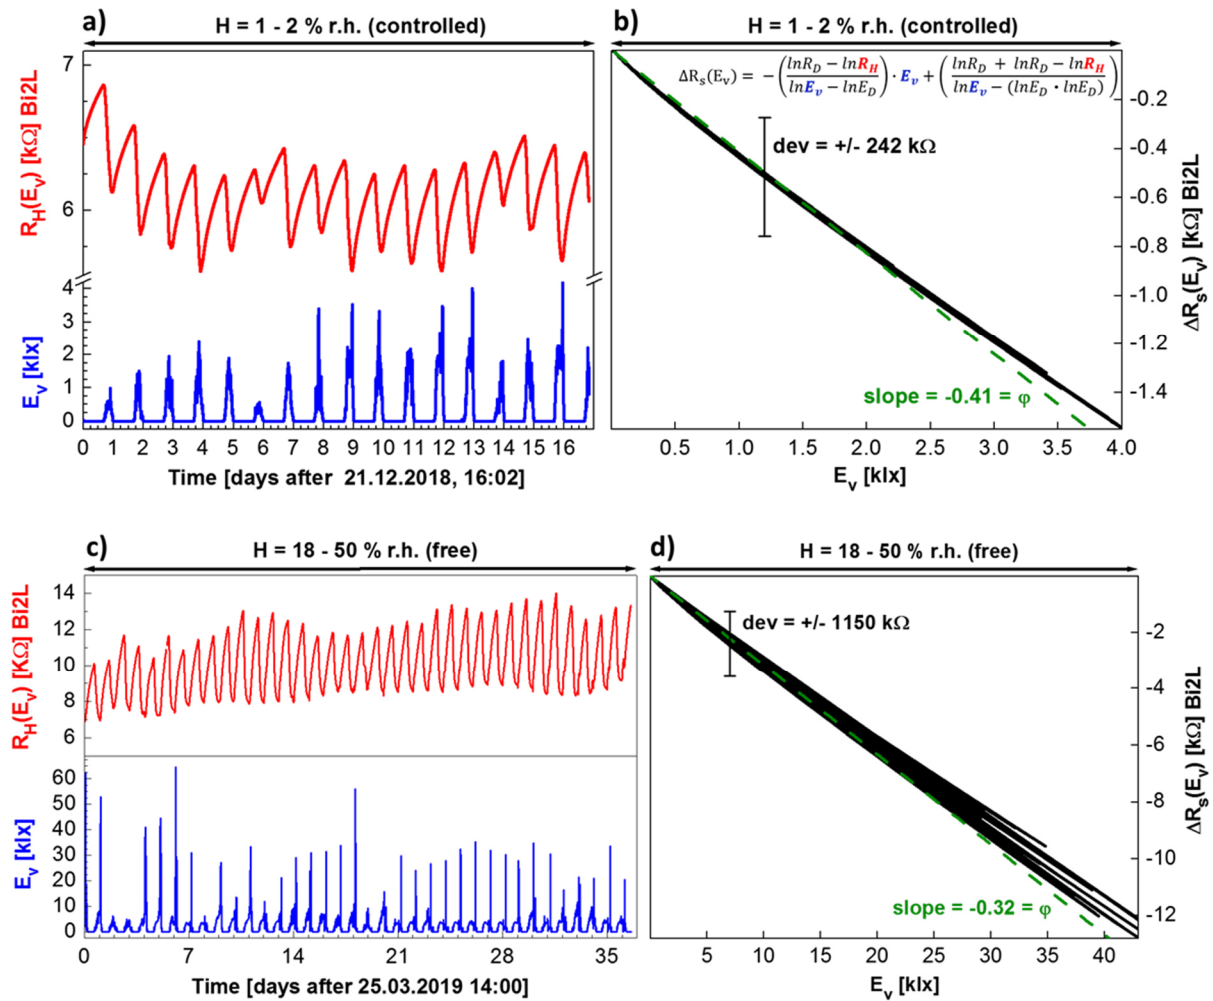 a)
H = 1 - 2 % r.h. (controlled)
7
6
R_H(E_v) [kΩ] Bi2L
4
3
2
1
0
E_v [klx]
0 1 2 3 4 5 6 7 8 9 10 11 12 13 14 15 16
Time [days after 21.12.2018, 16:02]
b)
H = 1 - 2 % r.h. (controlled)
ΔR_s(E_v) = −((lnR_D − lnR_H)/(lnE_v − lnE_D)) · E_v + ((lnR_D + lnR_D − lnR_H)/(lnE_v − (lnE_D · lnE_D)))
dev = +/- 242 kΩ
slope = -0.41 = φ
-0.2
-0.4
-0.6
-0.8
-1.0
-1.2
-1.4
ΔR_s(E_v) [kΩ] Bi2L
0.5 1.0 1.5 2.0 2.5 3.0 3.5 4.0
E_v [klx]
c)
H = 18 - 50 % r.h. (free)
14
12
10
8
6
R_H(E_v) [KΩ] Bi2L
60
50
40
30
20
10
0
E_v [klx]
0 7 14 21 28 35
Time [days after 25.03.2019 14:00]
d)
H = 18 - 50 % r.h. (free)
dev = +/- 1150 kΩ
slope = -0.32 = φ
-2
-4
-6
-8
-10
-12
ΔR_s(E_v) [kΩ] Bi2L
5 10 15 20 25 30 35 40
E_v [klx]